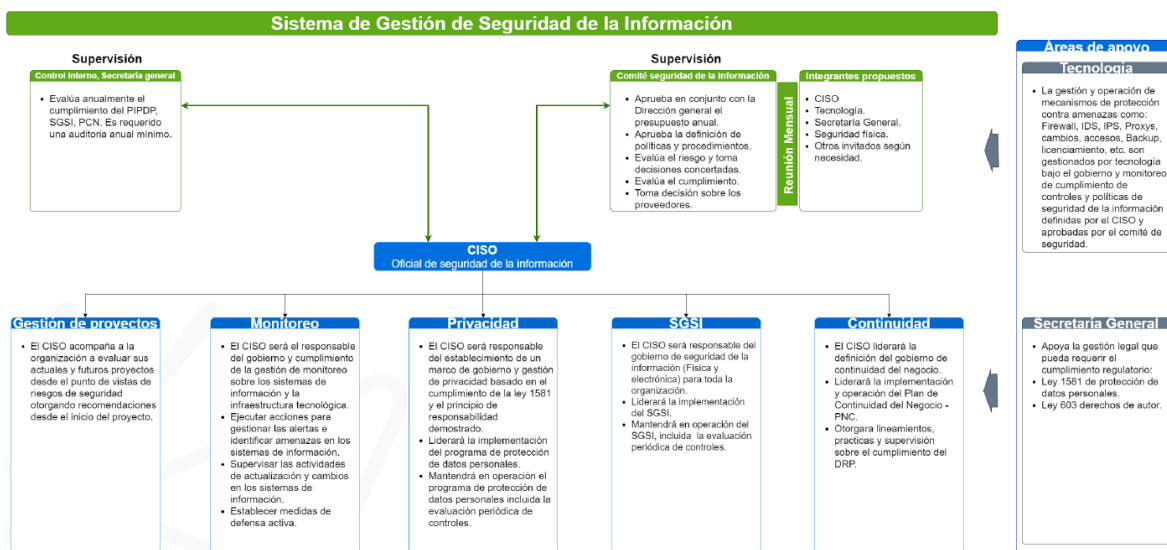 Sistema de Gestión de Seguridad de la Información
Supervisión
Control interno, Secretaría general
• Evalúa anualmente el
cumplimiento del PIPDP,
SGSI, PCN. Es requerido
una auditoria anual mínimo.
Supervisión
Comité seguridad de la información
• Aprueba en conjunto con la
Dirección general el
presupuesto anual.
• Aprueba la definición de
políticas y procedimientos.
• Evalúa el riesgo y toma
decisiones concertadas.
• Evalúa el cumplimiento.
• Toma decisión sobre los
proveedores.
Reunión Mensual
Integrantes propuestos
• CISO
• Tecnología.
• Secretaría General.
• Seguridad física.
• Otros invitados según
necesidad.
Áreas de apoyo
Tecnología
• La gestión y operación de
mecanismos de protección
contra amenazas como:
Firewall, IDS, IPS, Proxys,
cambios, accesos, Backup,
licenciamiento, etc. son
gestionados por tecnología
bajo el gobierno y monitoreo
de cumplimiento de
controles y políticas de
seguridad de la información
definidas por el CISO y
aprobadas por el comité de
seguridad.
CISO
Oficial de seguridad de la información
Gestión de proyectos
• El CISO acompaña a la
organización a evaluar sus
actuales y futuros proyectos
desde el punto de vistas de
riesgos de seguridad
otorgando recomendaciones
desde el inicio del proyecto.
Monitoreo
• El CISO será el responsable
del gobierno y cumplimiento
de la gestión de monitoreo
sobre los sistemas de
información y la
infraestructura tecnológica.
• Ejecutar acciones para
gestionar las alertas e
identificar amenazas en los
sistemas de información.
• Supervisar las actividades
de actualización y cambios
en los sistemas de
información.
• Establecer medidas de
defensa activa.
Privacidad
• El CISO será responsable
del establecimiento de un
marco de gobierno y gestión
de privacidad basado en el
cumplimiento de la ley 1581
y el principio de
responsabilidad
demostrado.
• Liderará la implementación
del programa de protección
de datos personales.
• Mantendrá en operación el
programa de protección de
datos personales incluida la
evaluación periódica de
controles.
SGSI
• El CISO será responsable del
gobierno de seguridad de la
información (Física y
electrónica) para toda la
organización.
• Liderará la implementación
del SGSI.
• Mantendrá en operación del
SGSI, incluida la evaluación
periódica de controles.
Continuidad
• El CISO liderará la
definición del gobierno de
continuidad del negocio.
• Liderará la implementación
y operación del Plan de
Continuidad del Negocio -
PNC.
• Otorgara lineamientos,
practicas y supervisión
sobre el cumplimiento del
DRP.
Secretaría General
• Apoya la gestión legal que
pueda requerir el
cumplimiento regulatorio:
• Ley 1581 de protección de
datos personales.
• Ley 603 derechos de autor.